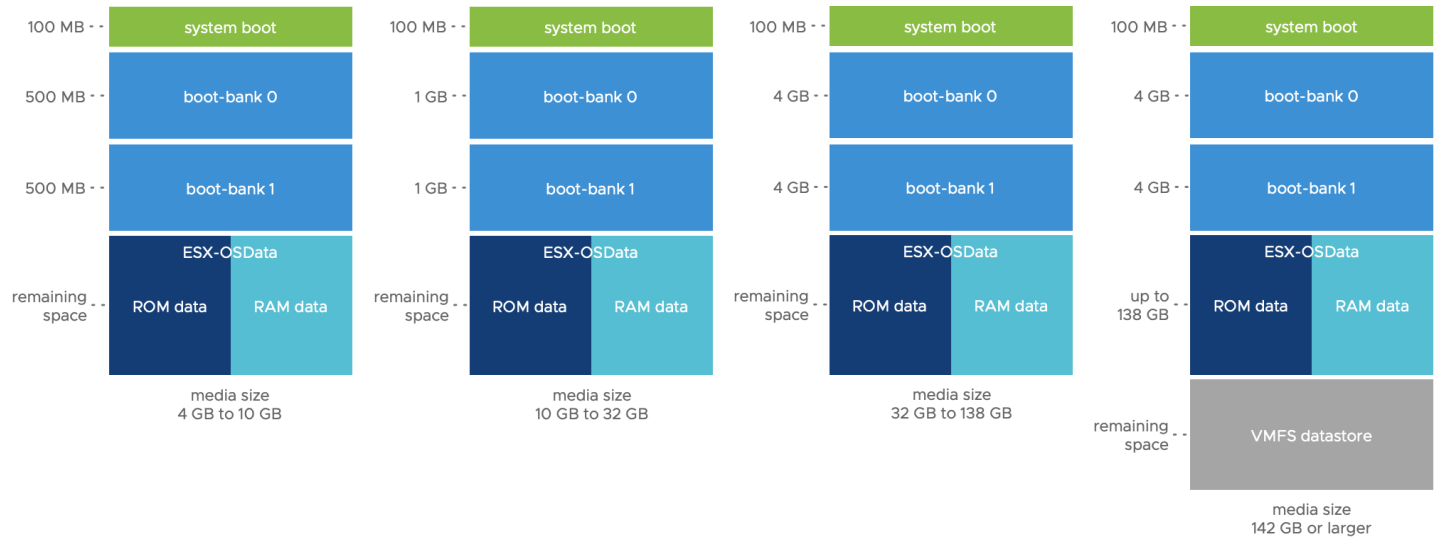 100 MB
system boot
500 MB
boot-bank 0
500 MB
boot-bank 1
ESX-OSData
remaining
space
ROM data
RAM data
media size
4 GB to 10 GB
100 MB
system boot
1 GB
boot-bank 0
1 GB
boot-bank 1
ESX-OSData
remaining
space
ROM data
RAM data
media size
10 GB to 32 GB
100 MB
system boot
4 GB
boot-bank 0
4 GB
boot-bank 1
ESX-OSData
remaining
space
ROM data
RAM data
media size
32 GB to 138 GB
100 MB
system boot
4 GB
boot-bank 0
4 GB
boot-bank 1
ESX-OSData
up to
138 GB
ROM data
RAM data
remaining
space
VMFS datastore
media size
142 GB or larger